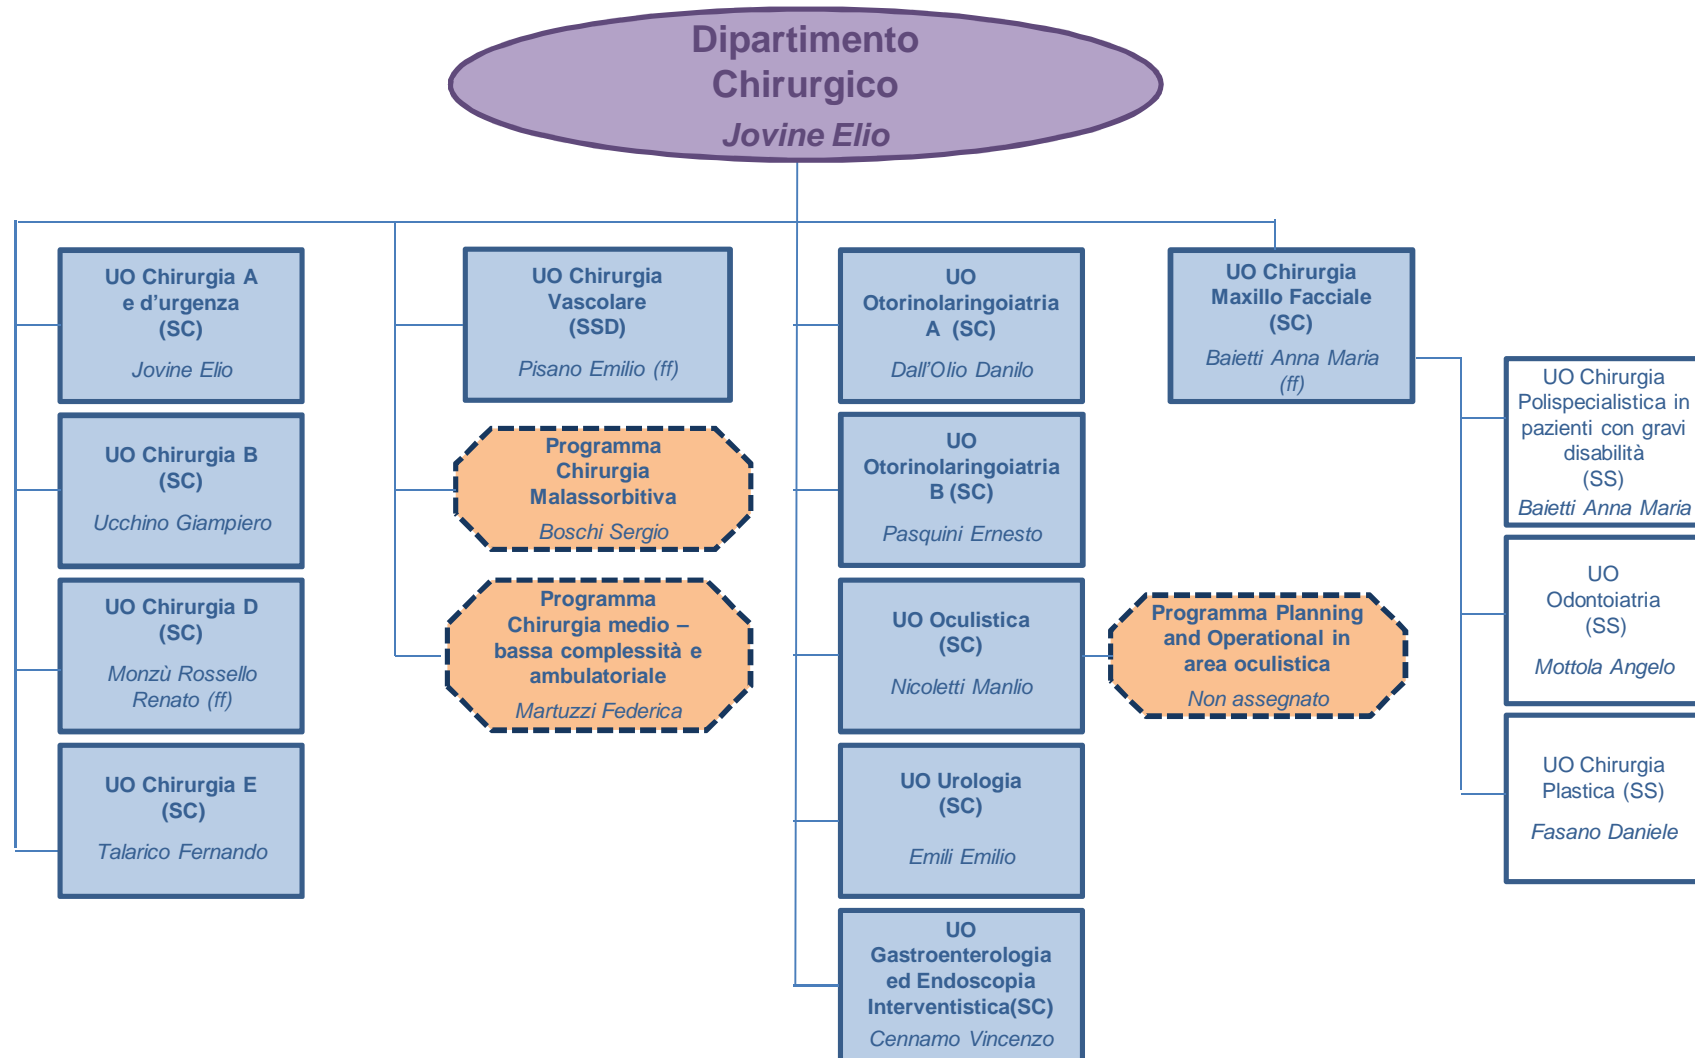 Dipartimento
Chirurgico
Jovine Elio
UO Chirurgia A
e d’urgenza
(SC)
Jovine Elio
UO Chirurgia B
(SC)
Ucchino Giampiero
UO Chirurgia D
(SC)
Monzù Rossello
Renato (ff)
UO Chirurgia E
(SC)
Talarico Fernando
UO Chirurgia
Vascolare
(SSD)
Pisano Emilio (ff)
Programma
Chirurgia
Malassorbitiva
Boschi Sergio
Programma
Chirurgia medio –
bassa complessità e
ambulatoriale
Martuzzi Federica
UO
Otorinolaringoiatria
A (SC)
Dall’Olio Danilo
UO
Otorinolaringoiatria
B (SC)
Pasquini Ernesto
UO Oculistica
(SC)
Nicoletti Manlio
Programma Planning
and Operational in
area oculistica
Non assegnato
UO Urologia
(SC)
Emili Emilio
UO
Gastroenterologia
ed Endoscopia
Interventistica(SC)
Cennamo Vincenzo
UO Chirurgia
Maxillo Facciale
(SC)
Baietti Anna Maria
(ff)
UO Chirurgia
Polispecialistica in
pazienti con gravi
disabilità
(SS)
Baietti Anna Maria
UO
Odontoiatria
(SS)
Mottola Angelo
UO Chirurgia
Plastica (SS)
Fasano Daniele